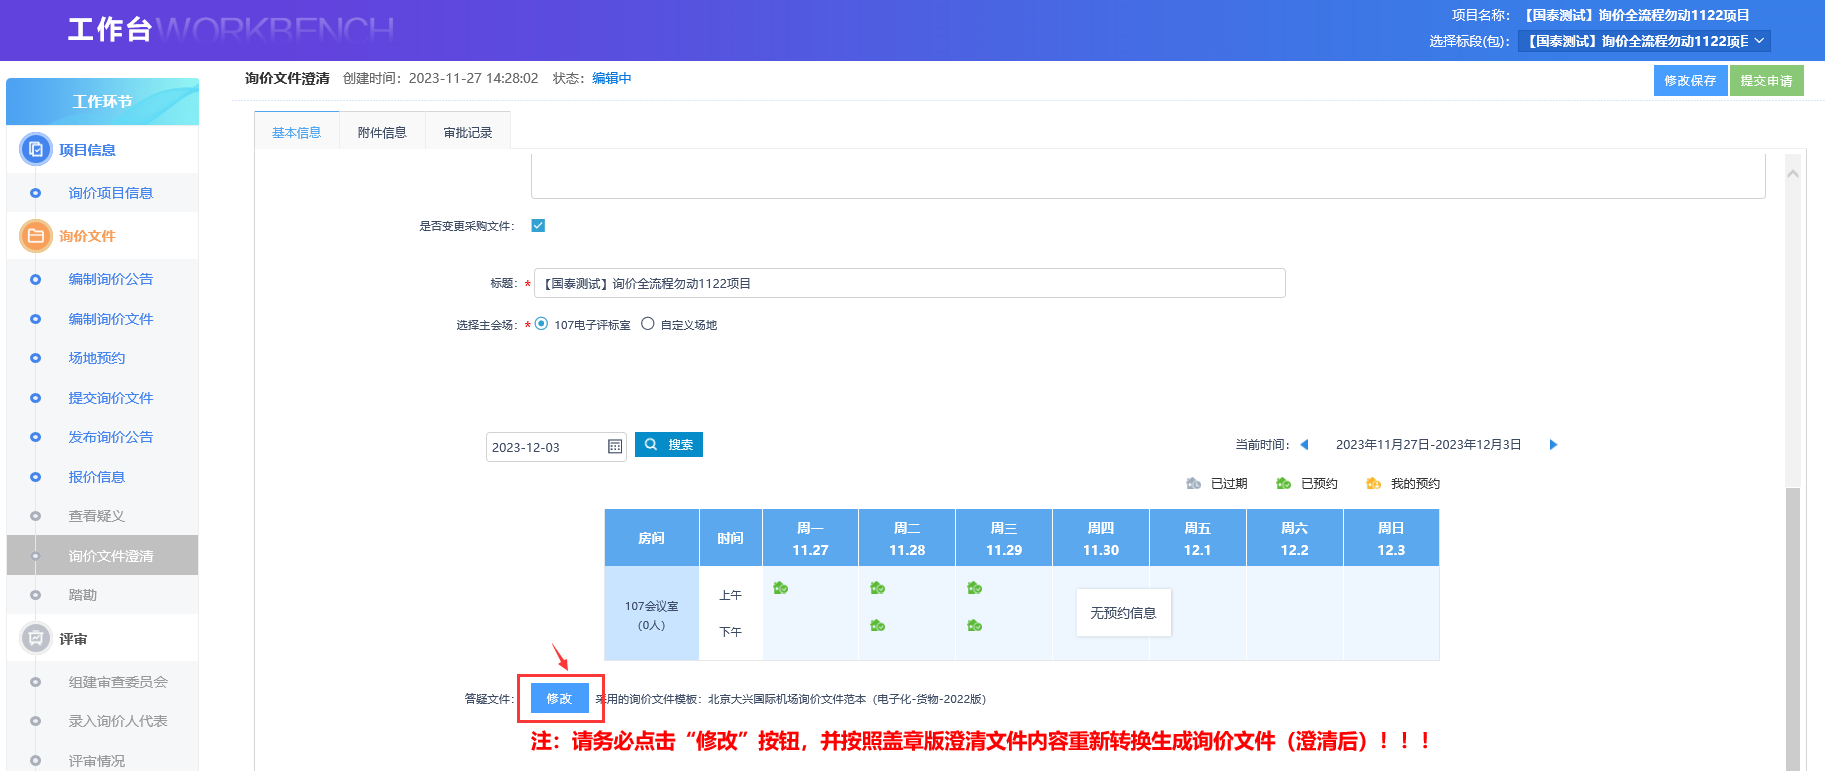 工作台WORKBENCH
项目名称：【国泰测试】询价全流程勿动1122项目
选择标段(包)：【国泰测试】询价全流程勿动1122项目
询价文件澄清 创建时间：2023-11-27 14:28:02 状态：编辑中
修改保存 提交申请
工作环节
项目信息
询价项目信息
询价文件
编制询价公告
编制询价文件
场地预约
提交询价文件
发布询价公告
报价信息
查看疑义
询价文件澄清
踏勘
评审
组建审查委员会
录入询价人代表
评审情况
基本信息 附件信息 审批记录
是否变更采购文件：
标题：*【国泰测试】询价全流程勿动1122项目
选择主会场：* 107电子评标室 自定义场地
2023-12-03 搜索
当前时间： 2023年11月27日-2023年12月3日
已过期 已预约 我的预约
房间 时间 周一 周二 周三 周四 周五 周六 周日
11.27 11.28 11.29 11.30 12.1 12.2 12.3
107会议室
(0人)
上午
下午
无预约信息
答疑文件： 修改 采用的询价文件模板：北京大兴国际机场询价文件范本（电子化-货物-2022版）
注：请务必点击“修改”按钮，并按照盖章版澄清文件内容重新转换生成询价文件（澄清后）！！！